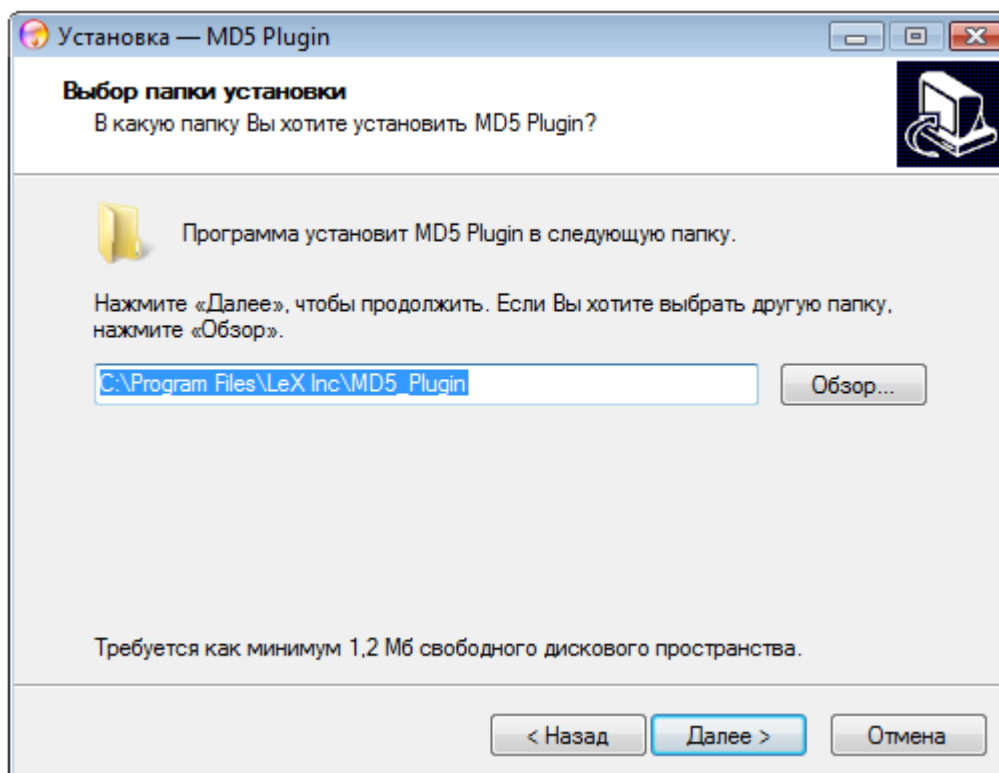 Установка — MD5 Plugin
Выбор папки установки
В какую папку Вы хотите установить MD5 Plugin?
Программа установит MD5 Plugin в следующую папку.
Нажмите «Далее», чтобы продолжить. Если Вы хотите выбрать другую папку,
нажмите «Обзор».
C:\Program Files\LeX Inc\MD5_Plugin
Обзор...
Требуется как минимум 1,2 Мб свободного дискового пространства.
< Назад
Далее >
Отмена